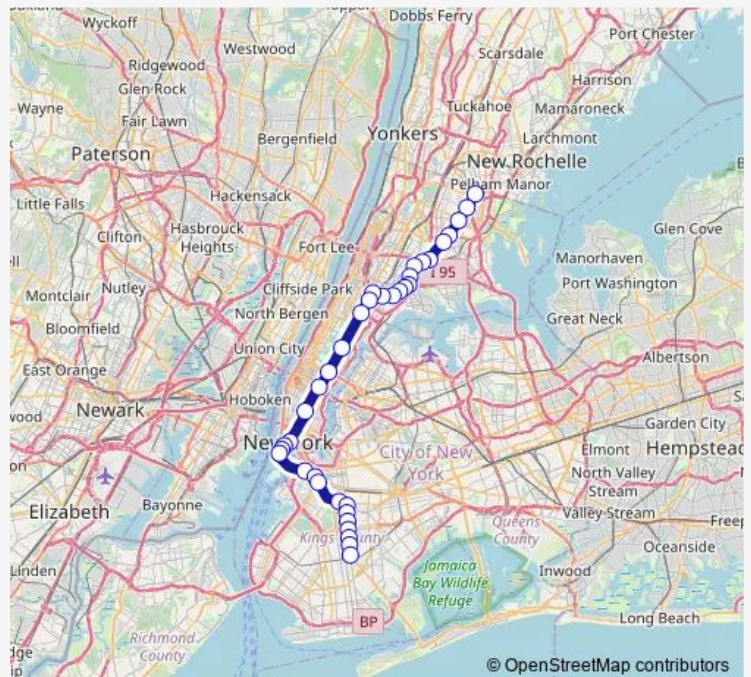 Wyckoff
Dobbs Ferry
Port Chester
Westwood
Scarsdale
Ridgewood
Glen Rock
Harrison
Wayne
Fair Lawn
Tuckahoe
Mamaroneck
Bergenfield
Yonkers
Larchmont
Paterson
New Rochelle
Pelham Manor
Little Falls
Hackensack
Clifton
Hasbrouck
Heights
Fort Lee
Glen Cove
Manorhaven
I 95
Port Washington
Montclair
Nutley
Cliffside Park
North Bergen
Great Neck
Bloomfield
Union City
Albertson
East Orange
Hoboken
Newark
Garden City
New York
City of New
York
Elmont
Hempstead
North Valley
Stream
Elizabeth
Bayonne
Valley Stream
Queens
County
Kings County
Oceanside
Linden
Jamaica
Bay Wildlife
Refuge
Inwood
Long Beach
BP
Richmond
County
© OpenStreetMap contributors